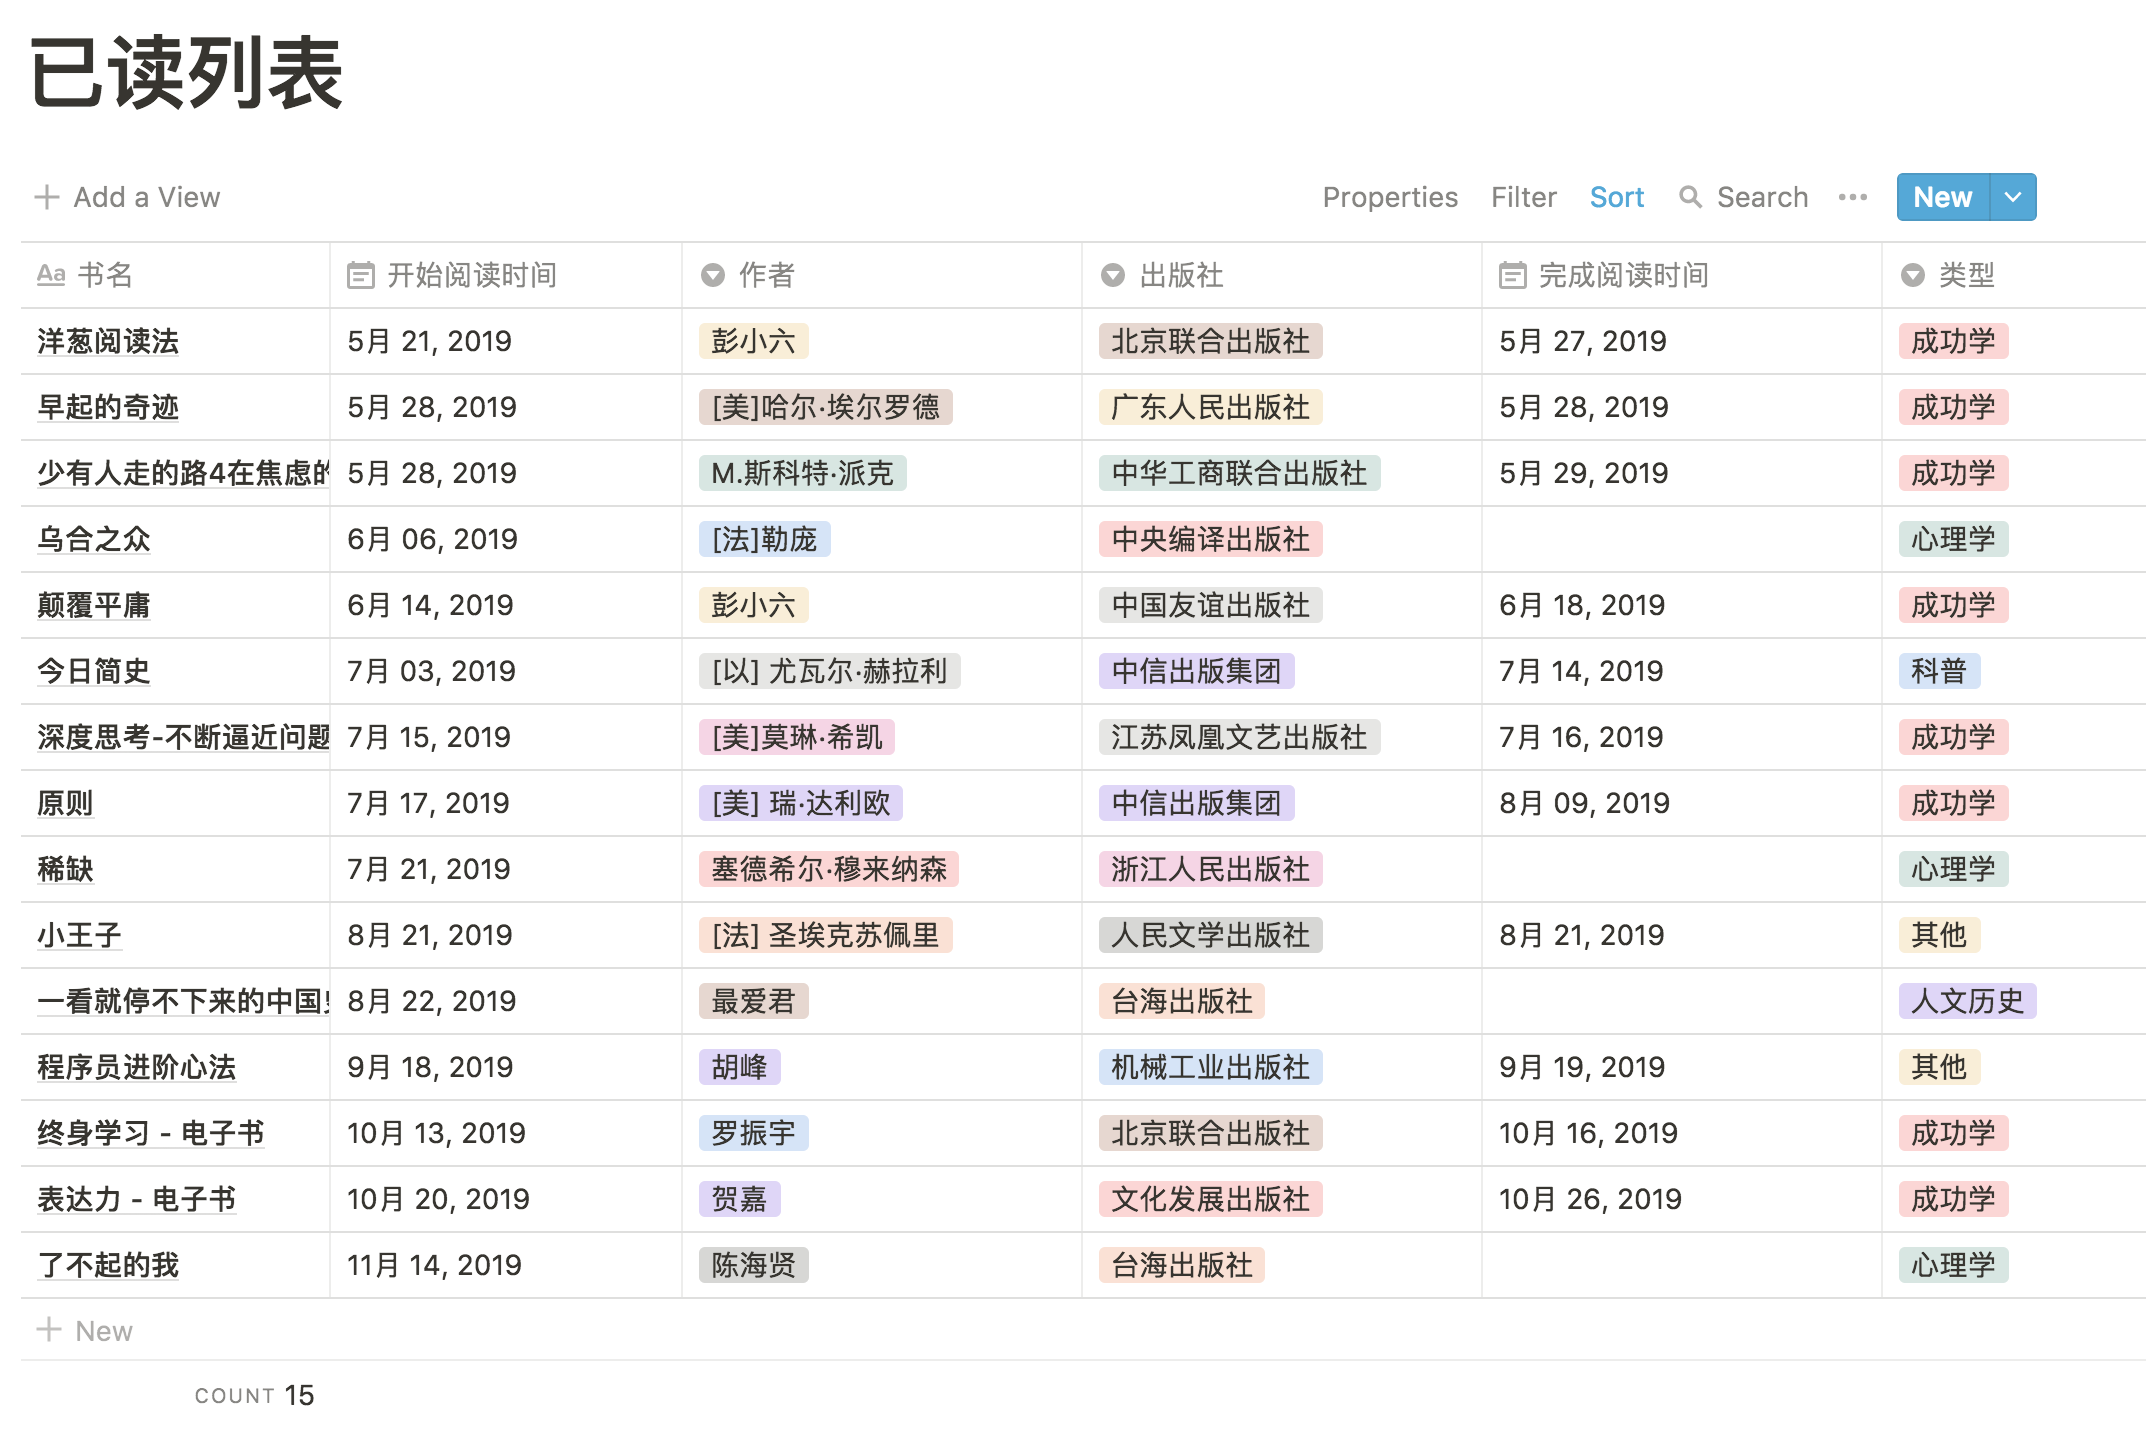 已读列表
Add a View Properties Filter Sort Search New
Aa 书名 开始阅读时间 作者 出版社 完成阅读时间 类型
洋葱阅读法 5月 21, 2019 彭小六 北京联合出版社 5月 27, 2019 成功学
早起的奇迹 5月 28, 2019 [美]哈尔·埃尔罗德 广东人民出版社 5月 28, 2019 成功学
少有人走的路4在焦虑的 5月 28, 2019 M.斯科特·派克 中华工商联合出版社 5月 29, 2019 成功学
乌合之众 6月 06, 2019 [法]勒庞 中央编译出版社 心理学
颠覆平庸 6月 14, 2019 彭小六 中国友谊出版社 6月 18, 2019 成功学
今日简史 7月 03, 2019 [以] 尤瓦尔·赫拉利 中信出版集团 7月 14, 2019 科普
深度思考-不断逼近问题 7月 15, 2019 [美]莫琳·希凯 江苏凤凰文艺出版社 7月 16, 2019 成功学
原则 7月 17, 2019 [美] 瑞·达利欧 中信出版集团 8月 09, 2019 成功学
稀缺 7月 21, 2019 塞德希尔·穆来纳森 浙江人民出版社 心理学
小王子 8月 21, 2019 [法] 圣埃克苏佩里 人民文学出版社 8月 21, 2019 其他
一看就停不下来的中国史 8月 22, 2019 最爱君 台海出版社 人文历史
程序员进阶心法 9月 18, 2019 胡峰 机械工业出版社 9月 19, 2019 其他
终身学习 - 电子书 10月 13, 2019 罗振宇 北京联合出版社 10月 16, 2019 成功学
表达力 - 电子书 10月 20, 2019 贺嘉 文化发展出版社 10月 26, 2019 成功学
了不起的我 11月 14, 2019 陈海贤 台海出版社 心理学
New
COUNT 15